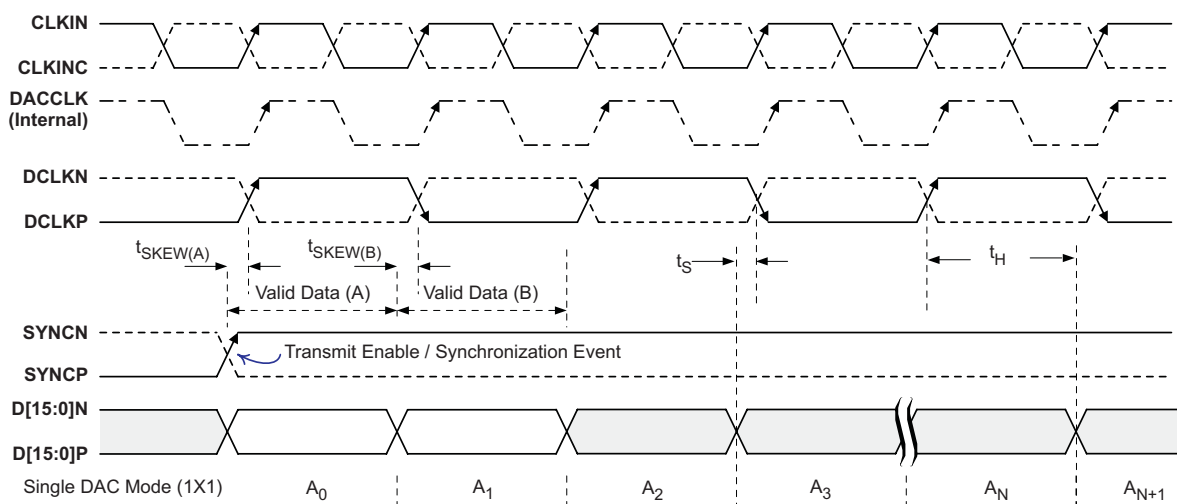 CLKIN
CLKINC
DACCLK
(Internal)
DCLKN
DCLKP
tSKEW(A)
tSKEW(B)
tS
tH
Valid Data (A)
Valid Data (B)
SYNCN
Transmit Enable / Synchronization Event
SYNCP
D[15:0]N
D[15:0]P
Single DAC Mode (1X1) A0 A1 A2 A3 AN AN+1